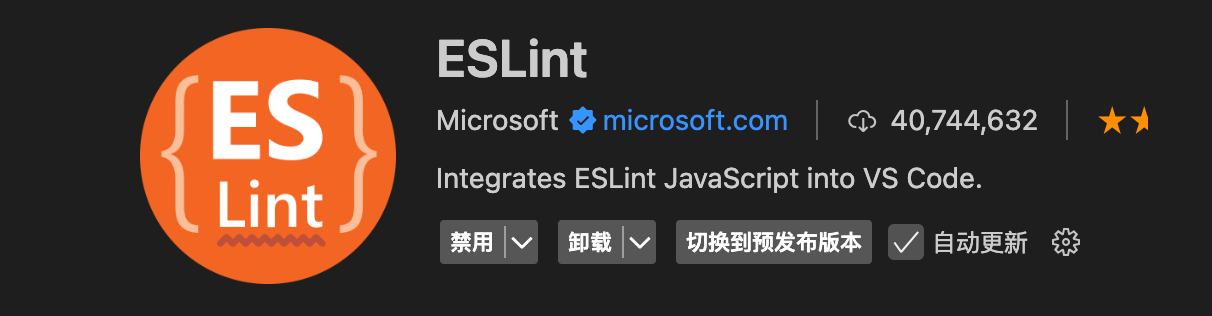 {ES
Lint}
ESLint
Microsoft microsoft.com 40,744,632
Integrates ESLint JavaScript into VS Code.
禁用 卸载 切换到预发布版本 自动更新